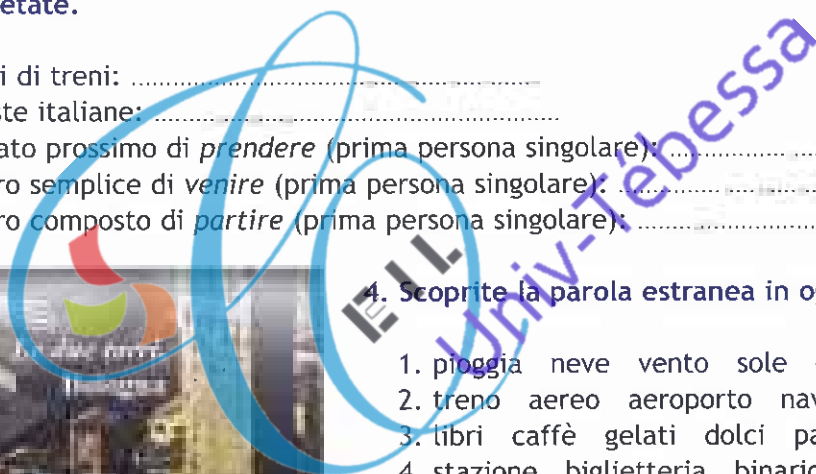 etate.
i di treni:
ste italiane:
ato prossimo di prendere (prima persona singolare):
ro semplice di venire (prima persona singolare):
ro composto di partire (prima persona singolare):
EIL
Univ-Tébessa
4. Scoprite la parola estranea in o
1. pioggia neve vento sole
2. treno aereo aeroporto nav
3. libri caffè gelati dolci pa
4. stazione biglietteria binario